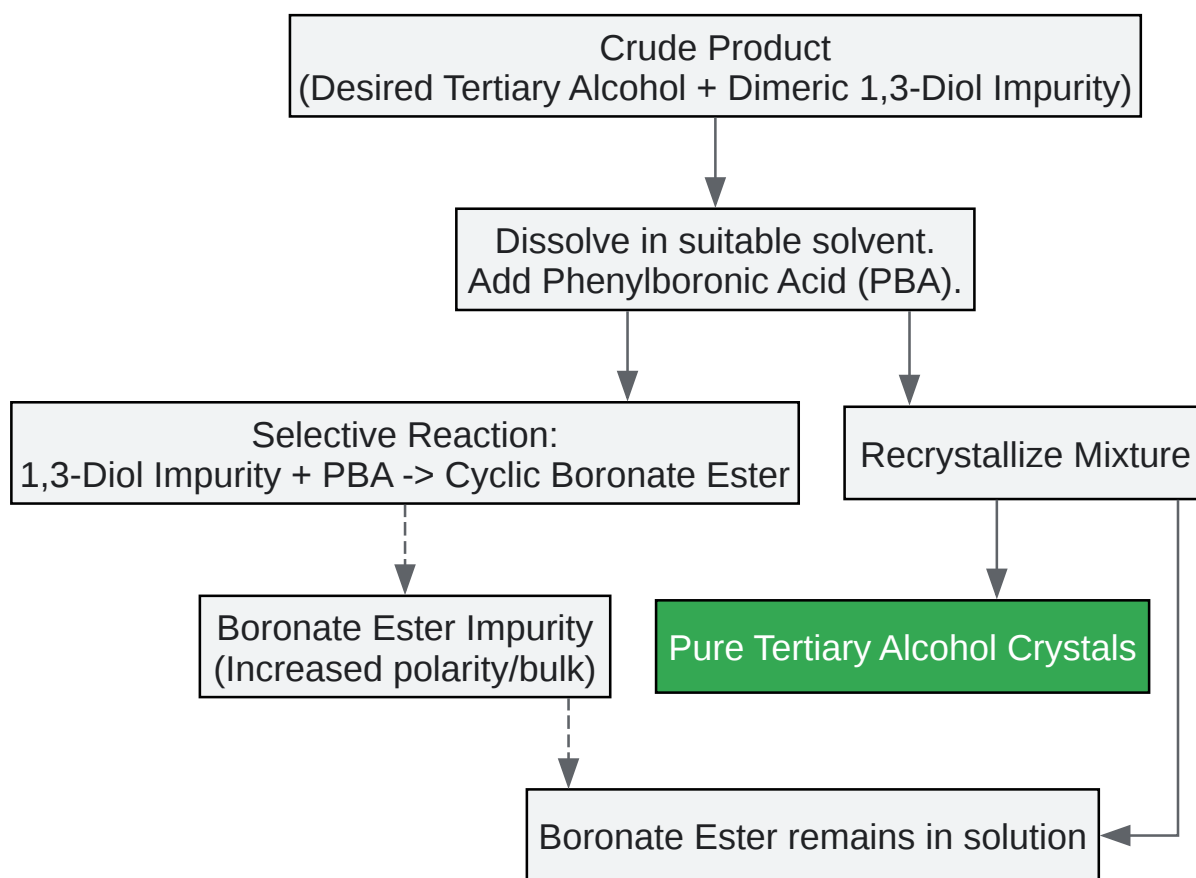 Crude Product
(Desired Tertiary Alcohol + Dimeric 1,3-Diol Impurity)
Dissolve in suitable solvent.
Add Phenylboronic Acid (PBA).
Selective Reaction:
1,3-Diol Impurity + PBA -> Cyclic Boronate Ester
Recrystallize Mixture
Boronate Ester Impurity
(Increased polarity/bulk)
Pure Tertiary Alcohol Crystals
Boronate Ester remains in solution